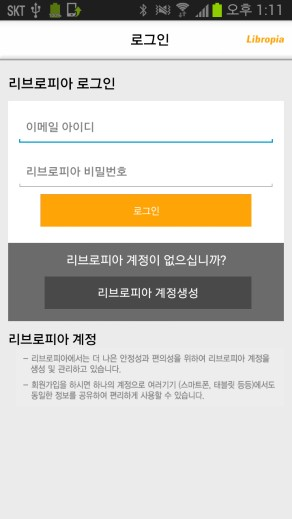 SKT 오후 1:11
로그인 Libropia
리브로피아 로그인
이메일 아이디
리브로피아 비밀번호
로그인
리브로피아 계정이 없으십니까?
리브로피아 계정생성
리브로피아 계정
– 리브로피아에서는 더 나은 안정성과 편의성을 위하여 리브로피아 계정을
생성 및 관리하고 있습니다.
– 회원가입을 하시면 하나의 계정으로 여러기기 (스마트폰, 태블릿 등등)에서도
동일한 정보를 공유하여 편리하게 사용할 수 있습니다.